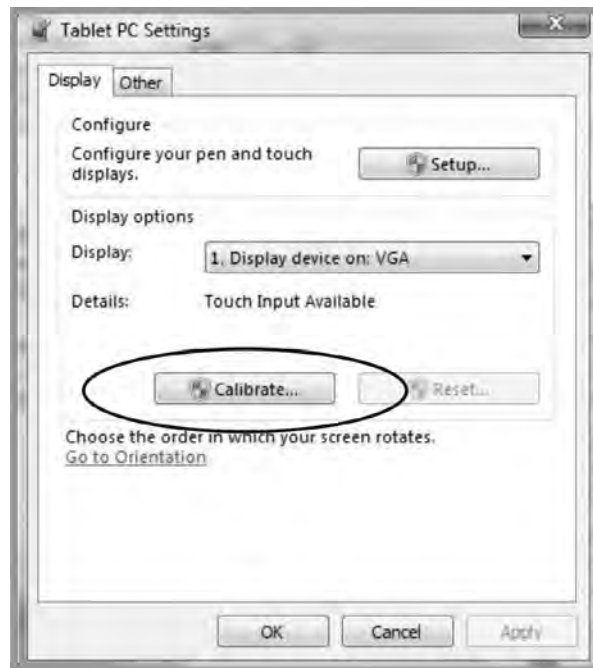 Tablet PC Settings
Display Other
Configure
Configure your pen and touch
displays.
Setup...
Display options
Display: 1. Display device on: VGA
Details: Touch Input Available
Calibrate... Reset...
Choose the order in which your screen rotates.
Go to Orientation
OK Cancel Apply